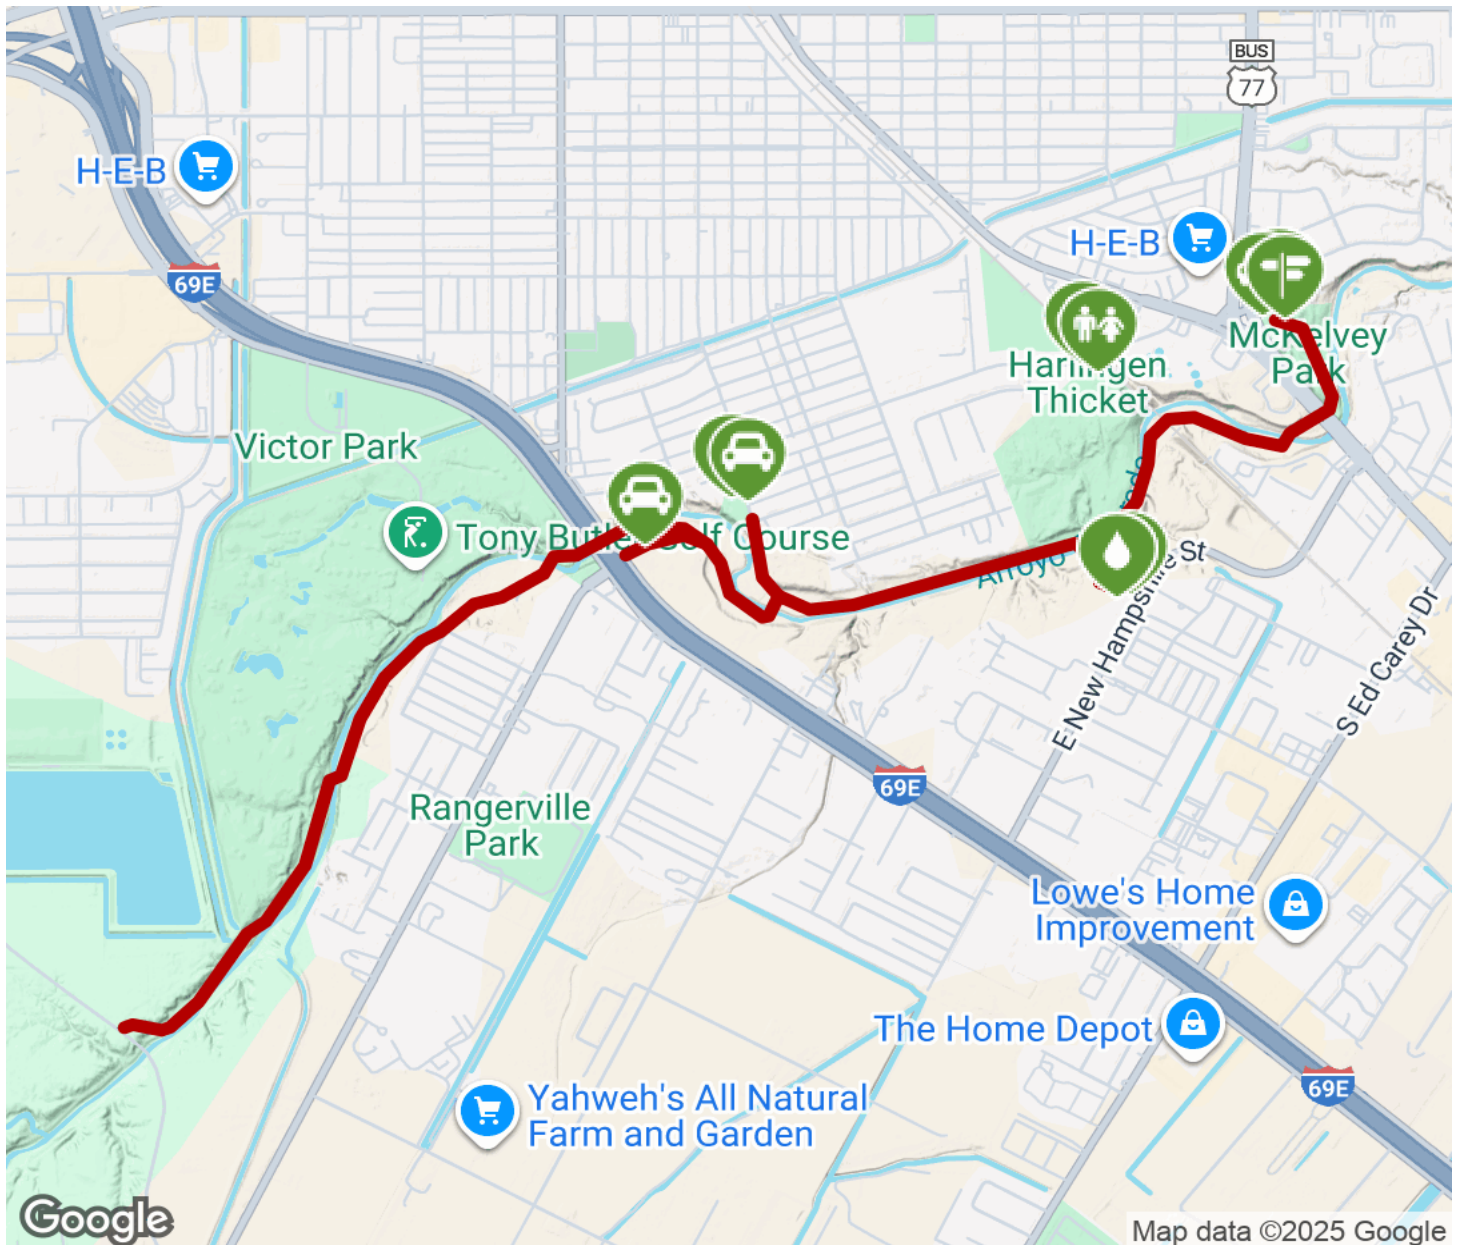 BUS
77
H-E-B
69E
H-E-B
McKelvey
Park
Harlingen
Thicket
Victor Park
Tony Butler Golf Course
Arroyo
E New Hampshire St
S Ed Carey Dr
69E
Rangerville
Park
Lowe's Home
Improvement
The Home Depot
69E
Yahweh's All Natural
Farm and Garden
Google
Map data ©2025 Google